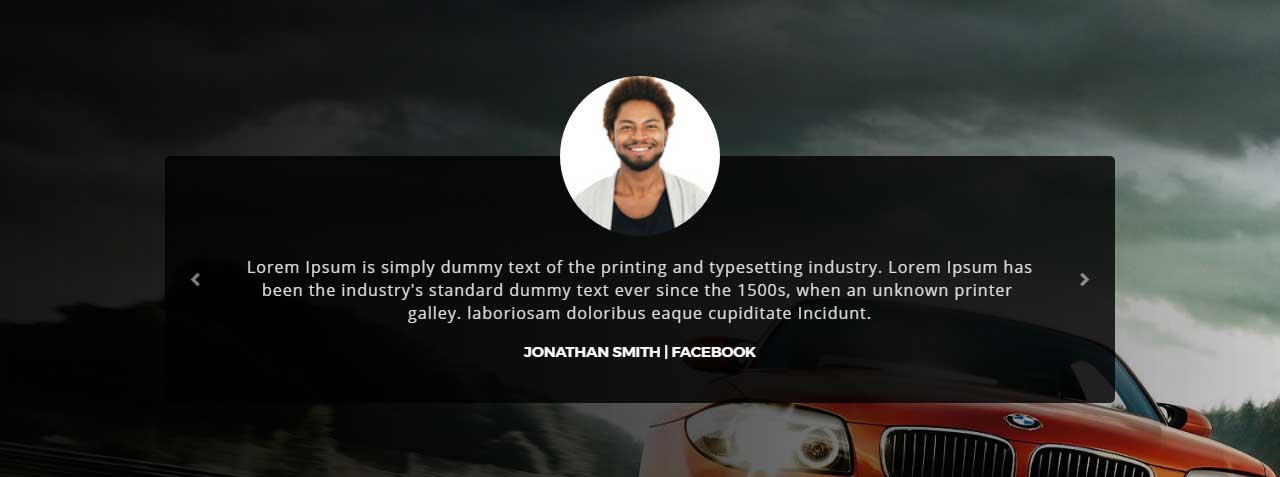 Lorem Ipsum is simply dummy text of the printing and typesetting industry. Lorem Ipsum has
been the industry's standard dummy text ever since the 1500s, when an unknown printer
galley. laboriosam doloribus eaque cupiditate Incidunt.
JONATHAN SMITH | FACEBOOK